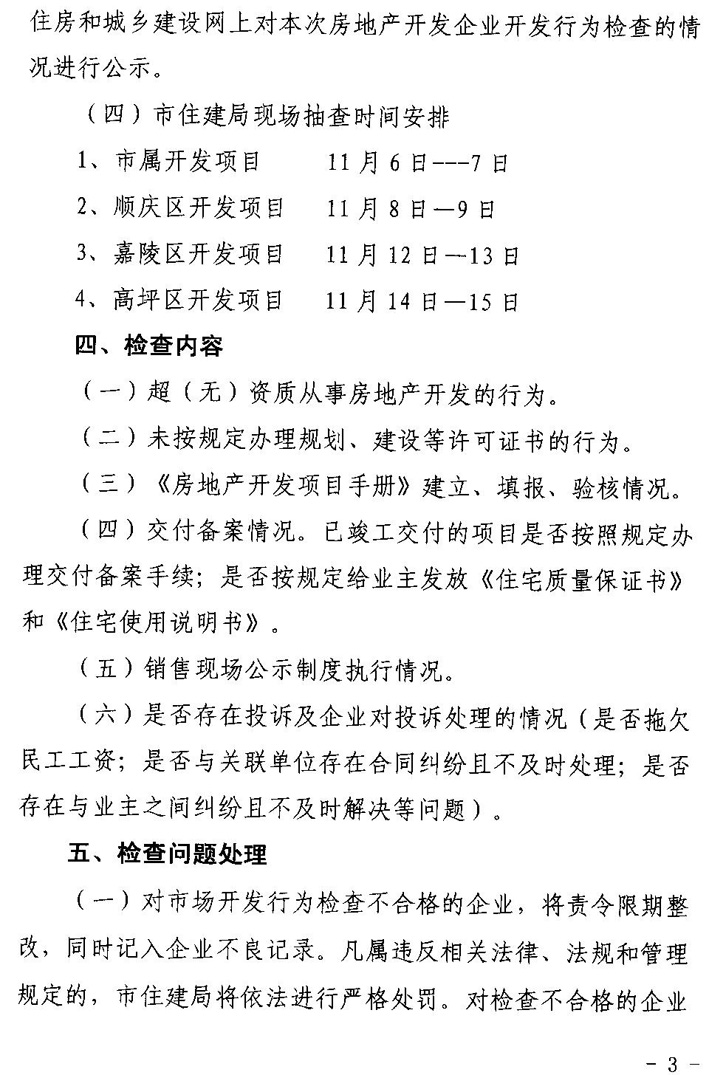 住房和城乡建设网上对本次房地产开发企业开发行为检查的情
况进行公示。
（四）市住建局现场抽查时间安排
1、市属开发项目 11月6日---7日
2、顺庆区开发项目 11月8日—9日
3、嘉陵区开发项目 11月12日—13日
4、高坪区开发项目 11月14日—15日
四、检查内容
（一）超（无）资质从事房地产开发的行为。
（二）未按规定办理规划、建设等许可证书的行为。
（三）《房地产开发项目手册》建立、填报、验核情况。
（四）交付备案情况。已竣工交付的项目是否按照规定办
理交付备案手续；是否按规定给业主发放《住宅质量保证书》
和《住宅使用说明书》。
（五）销售现场公示制度执行情况。
（六）是否存在投诉及企业对投诉处理的情况（是否拖欠
民工工资；是否与关联单位存在合同纠纷且不及时处理；是否
存在与业主之间纠纷且不及时解决等问题）。
五、检查问题处理
（一）对市场开发行为检查不合格的企业，将责令限期整
改，同时记入企业不良记录。凡属违反相关法律、法规和管理
规定的，市住建局将依法进行严格处罚。对检查不合格的企业
- 3 -